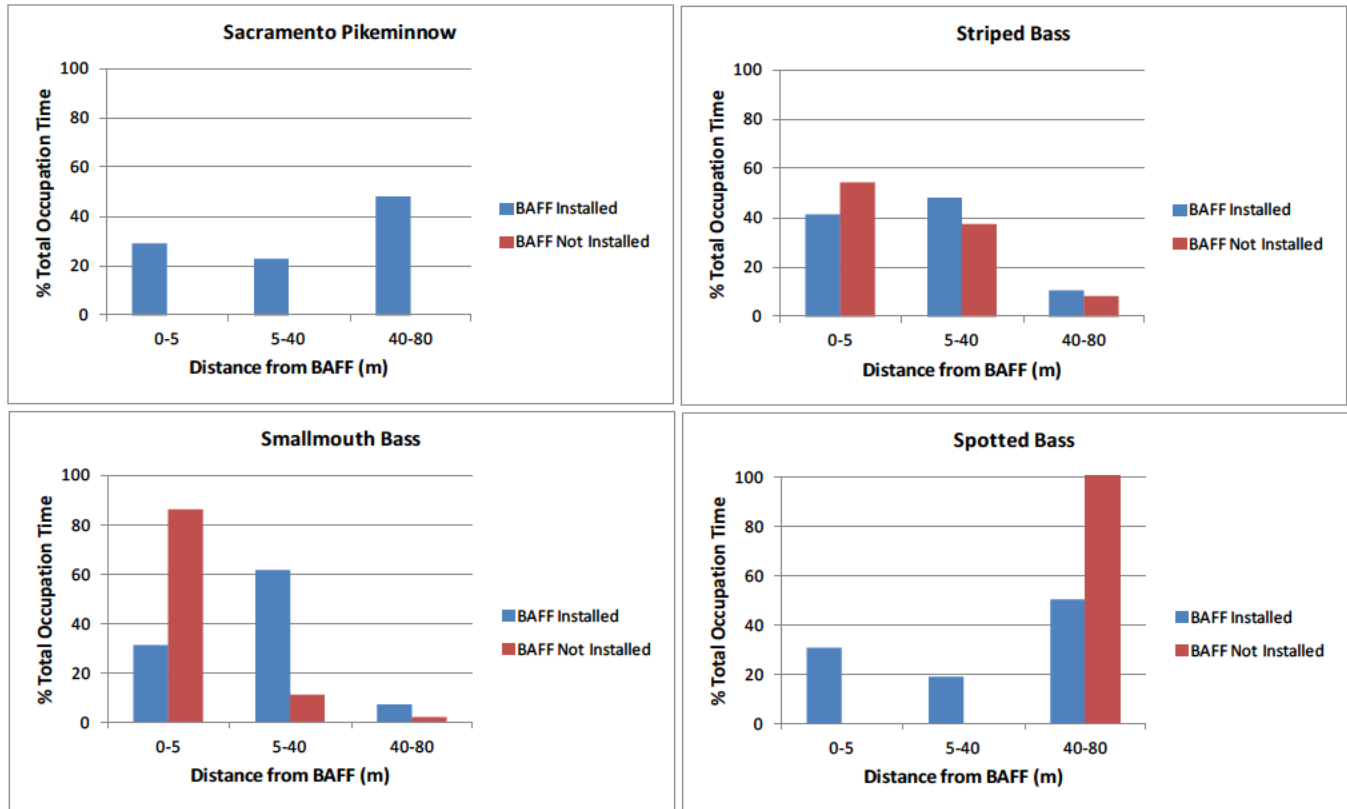 Sacramento Pikeminnow
% Total Occupation Time
100
80
60
40
20
0
0-5
5-40
40-80
Distance from BAFF (m)
BAFF Installed
BAFF Not Installed
Striped Bass
% Total Occupation Time
100
80
60
40
20
0
0-5
5-40
40-80
Distance from BAFF (m)
BAFF Installed
BAFF Not Installed
Smallmouth Bass
% Total Occupation Time
100
80
60
40
20
0
0-5
5-40
40-80
Distance from BAFF (m)
BAFF Installed
BAFF Not Installed
Spotted Bass
% Total Occupation Time
100
80
60
40
20
0
0-5
5-40
40-80
Distance from BAFF (m)
BAFF Installed
BAFF Not Installed